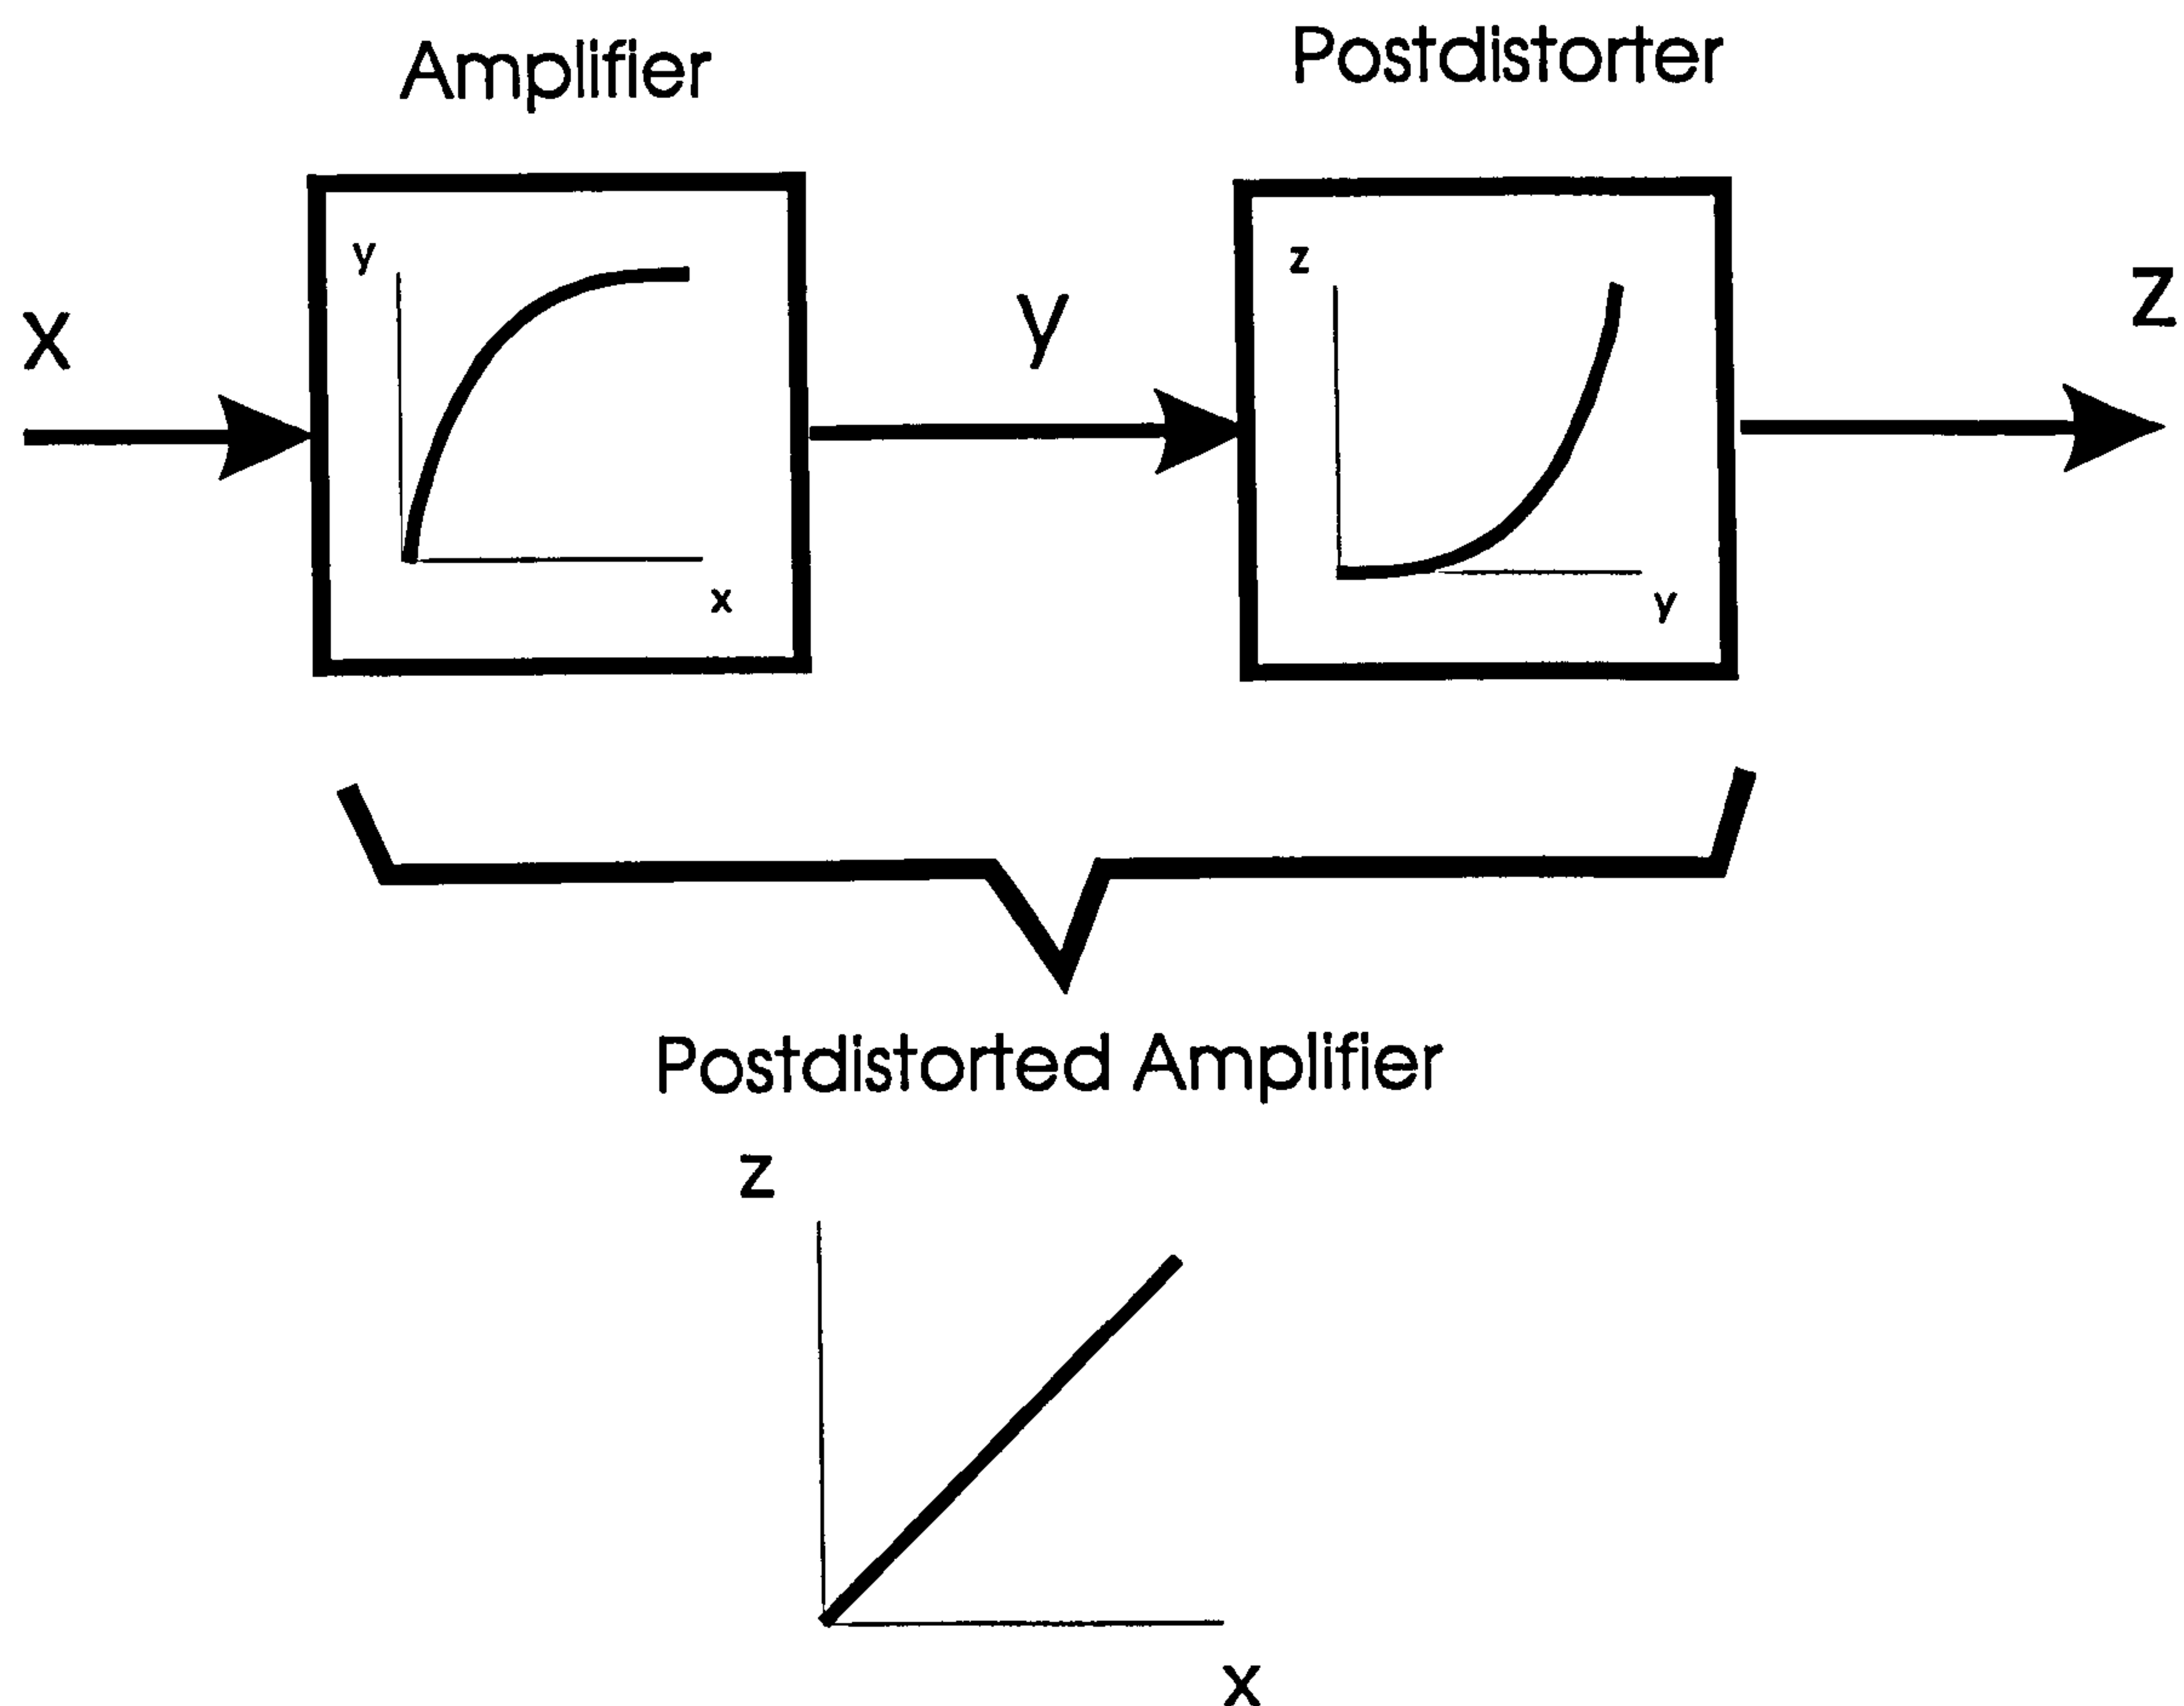 Amplifier
Postdistorter
y
z
x
y
z
x
y
Postdistorted Amplifier
z
x